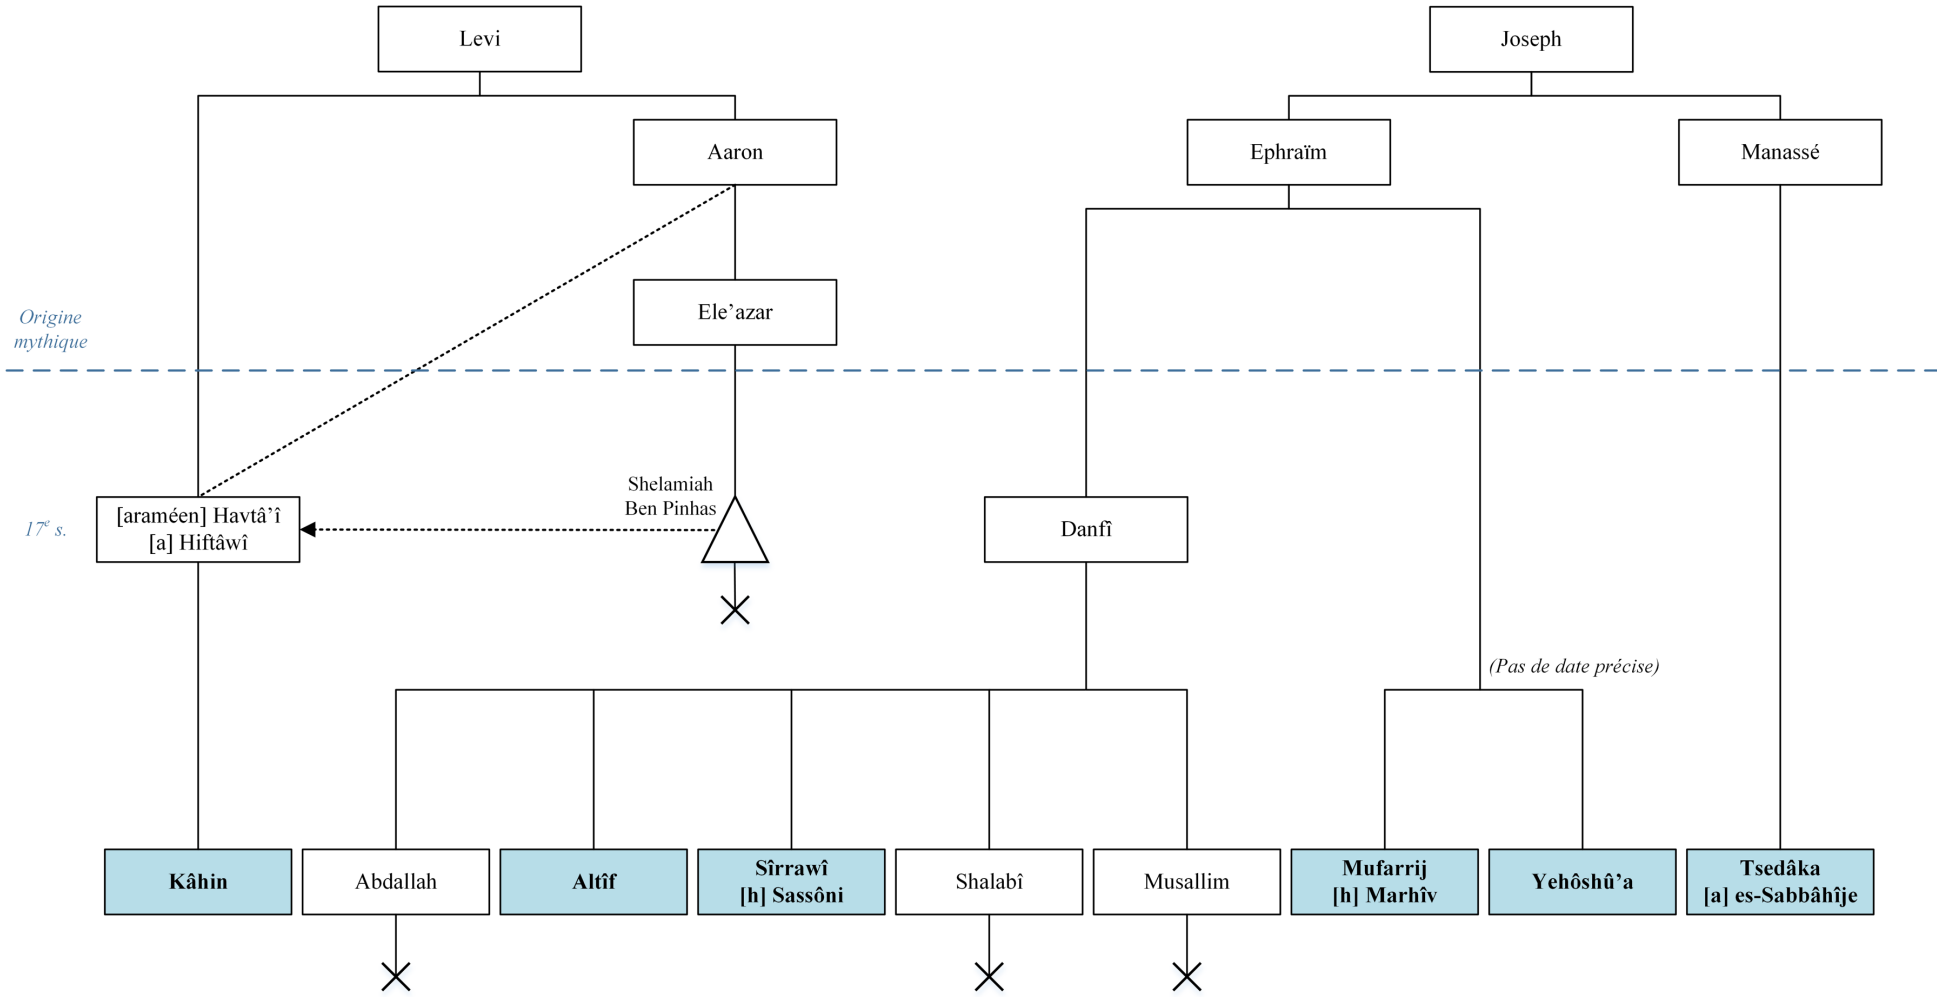 Levi
Joseph
Aaron
Ephraïm
Manassé
Ele’azar
Origine
mythique
Shelamiah
Ben Pinhas
17e s.
[araméen] Havtâ’î
[a] Hiftâwî
Danfî
(Pas de date précise)
Kâhin
Abdallah
Altîf
Sîrrawî
[h] Sassôni
Shalabî
Musallim
Mufarrij
[h] Marhîv
Yehôshû’a
Tsedâka
[a] es-Sabbâhîje